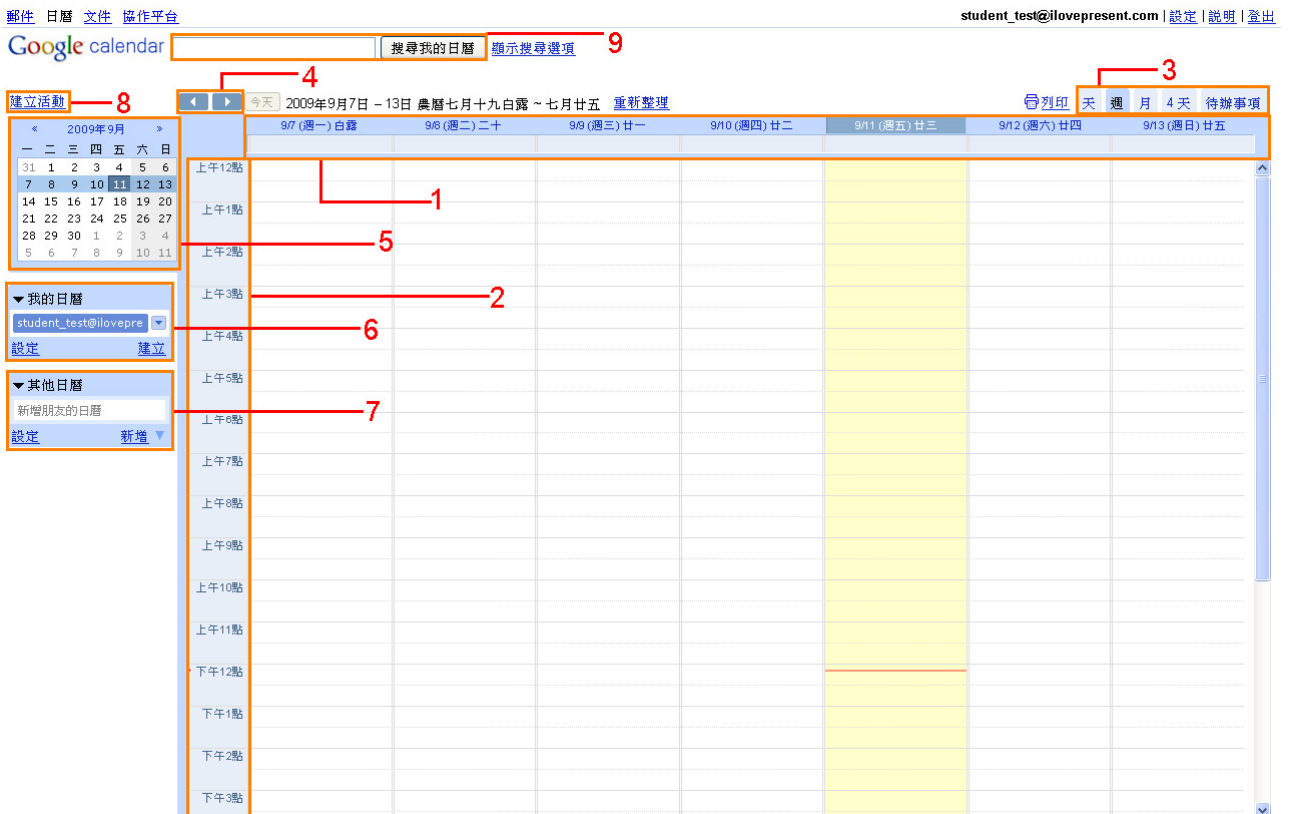 郵件 日曆 文件 協作平台
student_test@ilovepresent.com | 設定 | 說明 | 登出
Google calendar
搜尋我的日曆 顯示搜尋選項 9
4
3
建立活動 8
今天 2009年9月7日 – 13日 農曆七月十九白露 ~ 七月廿五 重新整理
列印 天 週 月 4 天 待辦事項
9/7 (週一) 白露 9/8 (週二) 二十 9/9 (週三) 廿一 9/10 (週四) 廿二 9/11 (週五) 廿三 9/12 (週六) 廿四 9/13 (週日) 廿五
« 2009年9月 »
一 二 三 四 五 六 日
31 1 2 3 4 5 6
7 8 9 10 11 12 13
14 15 16 17 18 19 20
21 22 23 24 25 26 27
28 29 30 1 2 3 4
5 6 7 8 9 10 11
5
▼我的日曆
student_test@ilovepre
設定 建立
6
▼其他日曆
新增朋友的日曆
設定 新增 ▼
7
1
2
上午12點
上午1點
上午2點
上午3點
上午4點
上午5點
上午6點
上午7點
上午8點
上午9點
上午10點
上午11點
下午12點
下午1點
下午2點
下午3點